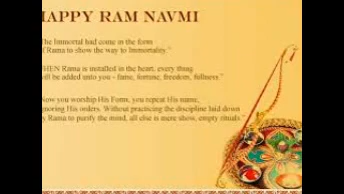 HAPPY RAM NAVMI
The Immortal had come in the form
f Rama to show the way to Immortality."
WHEN Rama is installed in the heart, every thing
ill be added unto you - fame, fortune, freedom, fullness."
Now you worship His Form, you repeat His name,
noring His orders. Without practicing the discipline laid down
y Rama to purify the mind, all else is mere show, empty rituals."